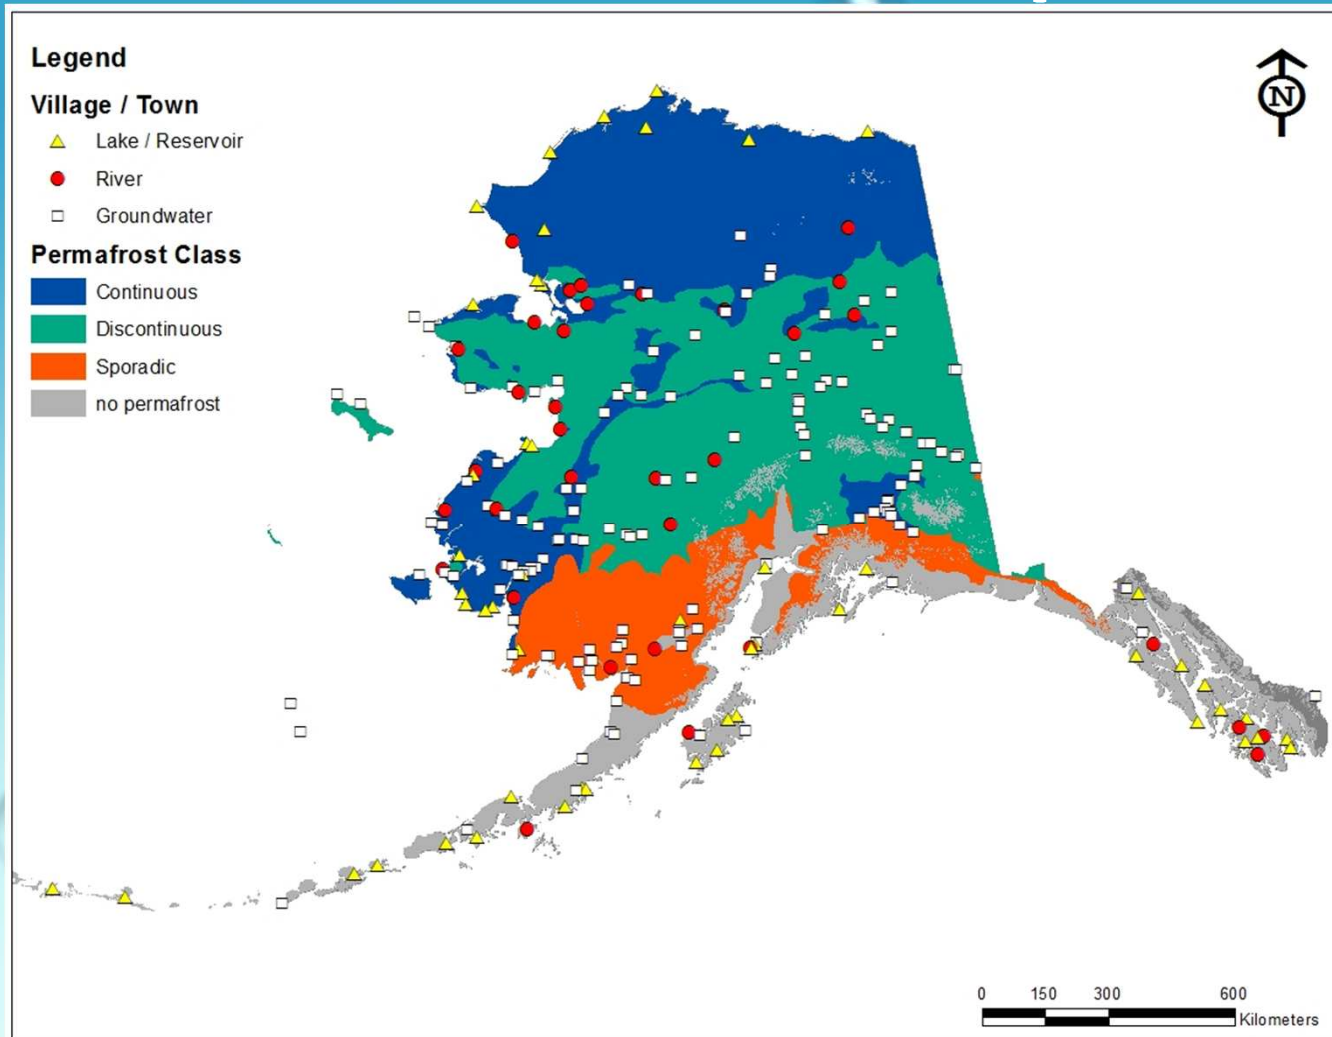 Legend
Village / Town
Lake / Reservoir
River
Groundwater
Permafrost Class
Continuous
Discontinuous
Sporadic
no permafrost
N
0 150 300 600
Kilometers